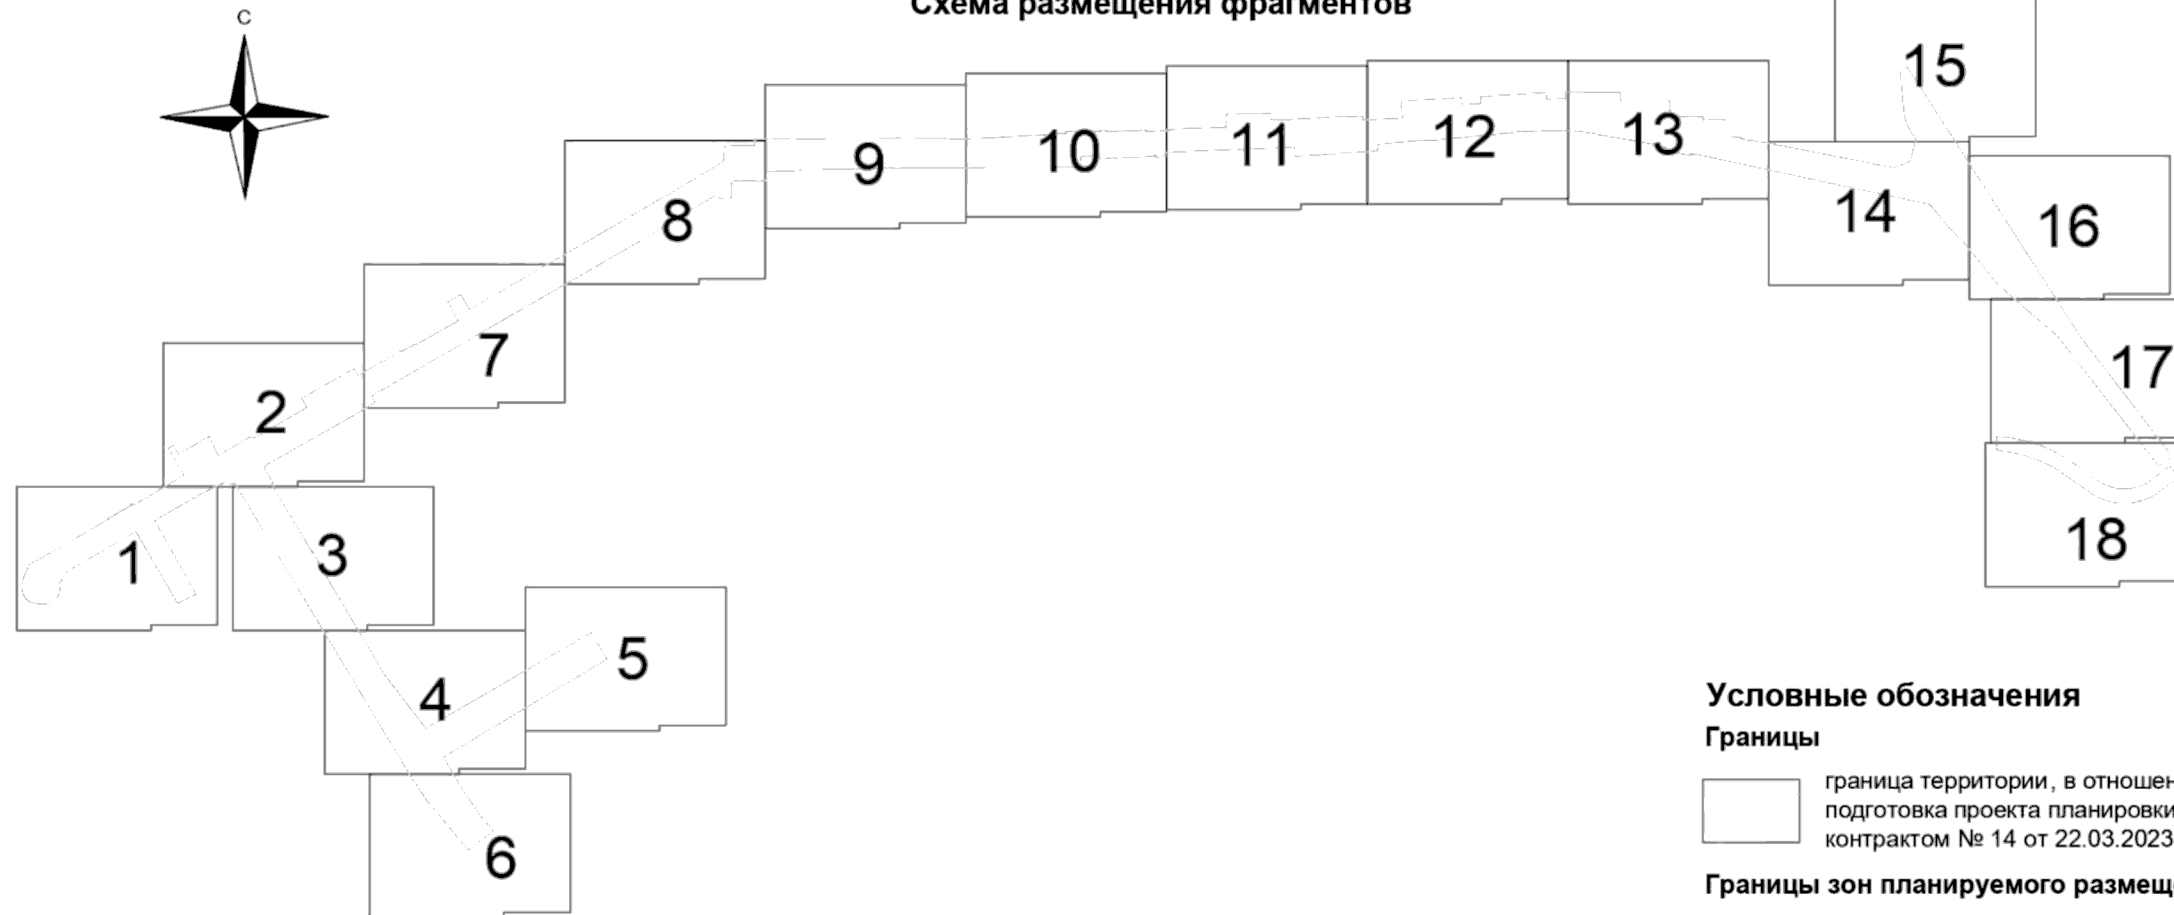 Схема размещения фрагментов
С
15
13
12
11
10
9
14
16
8
7
17
2
18
1
3
5
4
6
Условные обозначения
Границы
граница территории, в
подготовка проекта планировки
контрактом № 14 от 22.03.2023
Границы зон планируемого